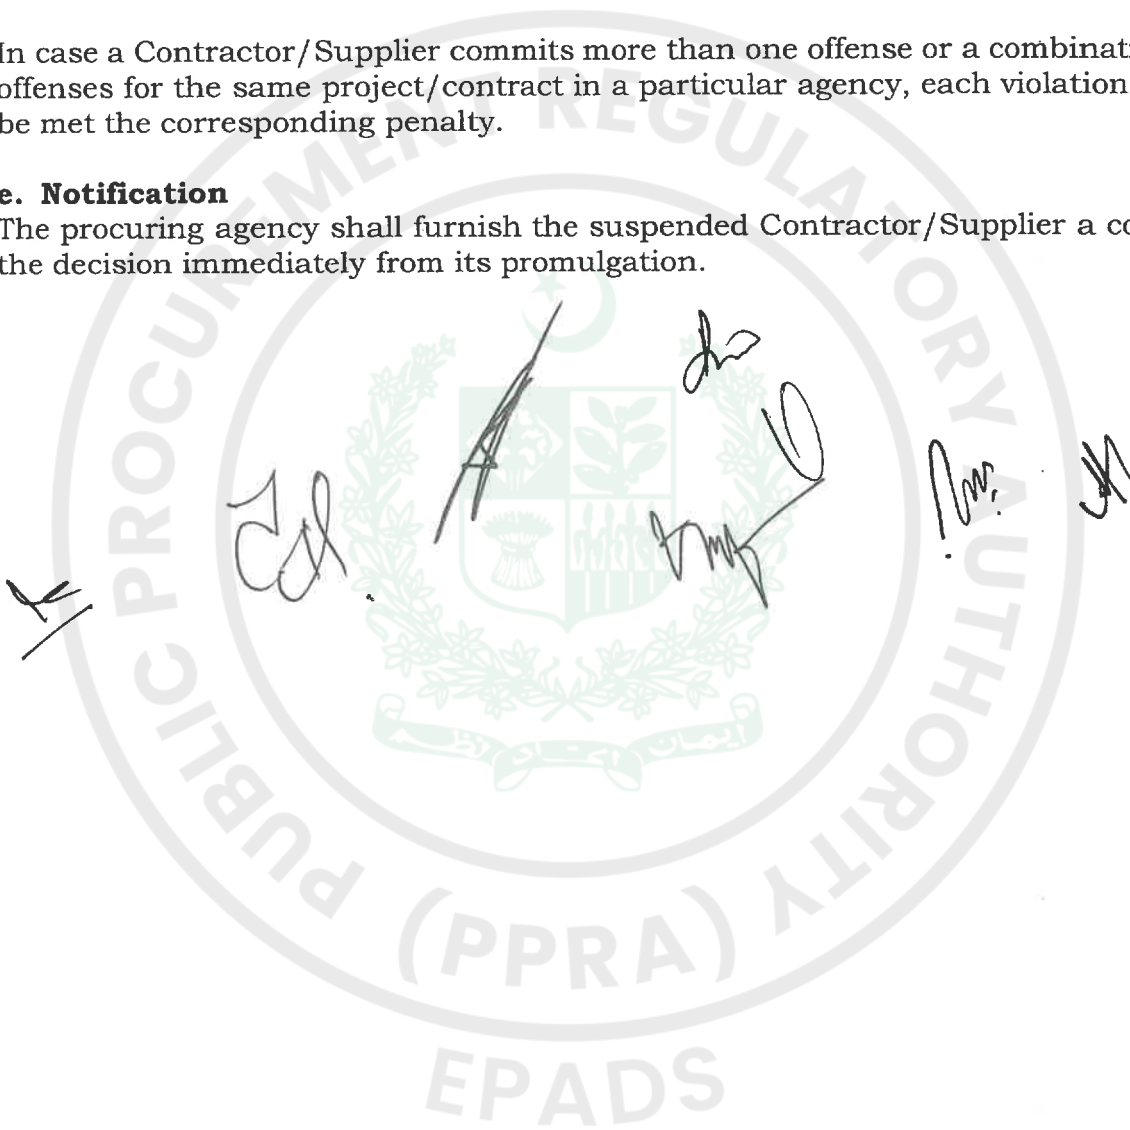 In case a Contractor/Supplier commits more than one offense or a combinat
offenses for the same project/contract in a particular agency, each violation
be met the corresponding penalty.
e. Notification
The procuring agency shall furnish the suspended Contractor/Supplier a co
the decision immediately from its promulgation.
PUBLIC PROCUREMENT REGULATORY AUTHORITY
(PPRA)
EPADS